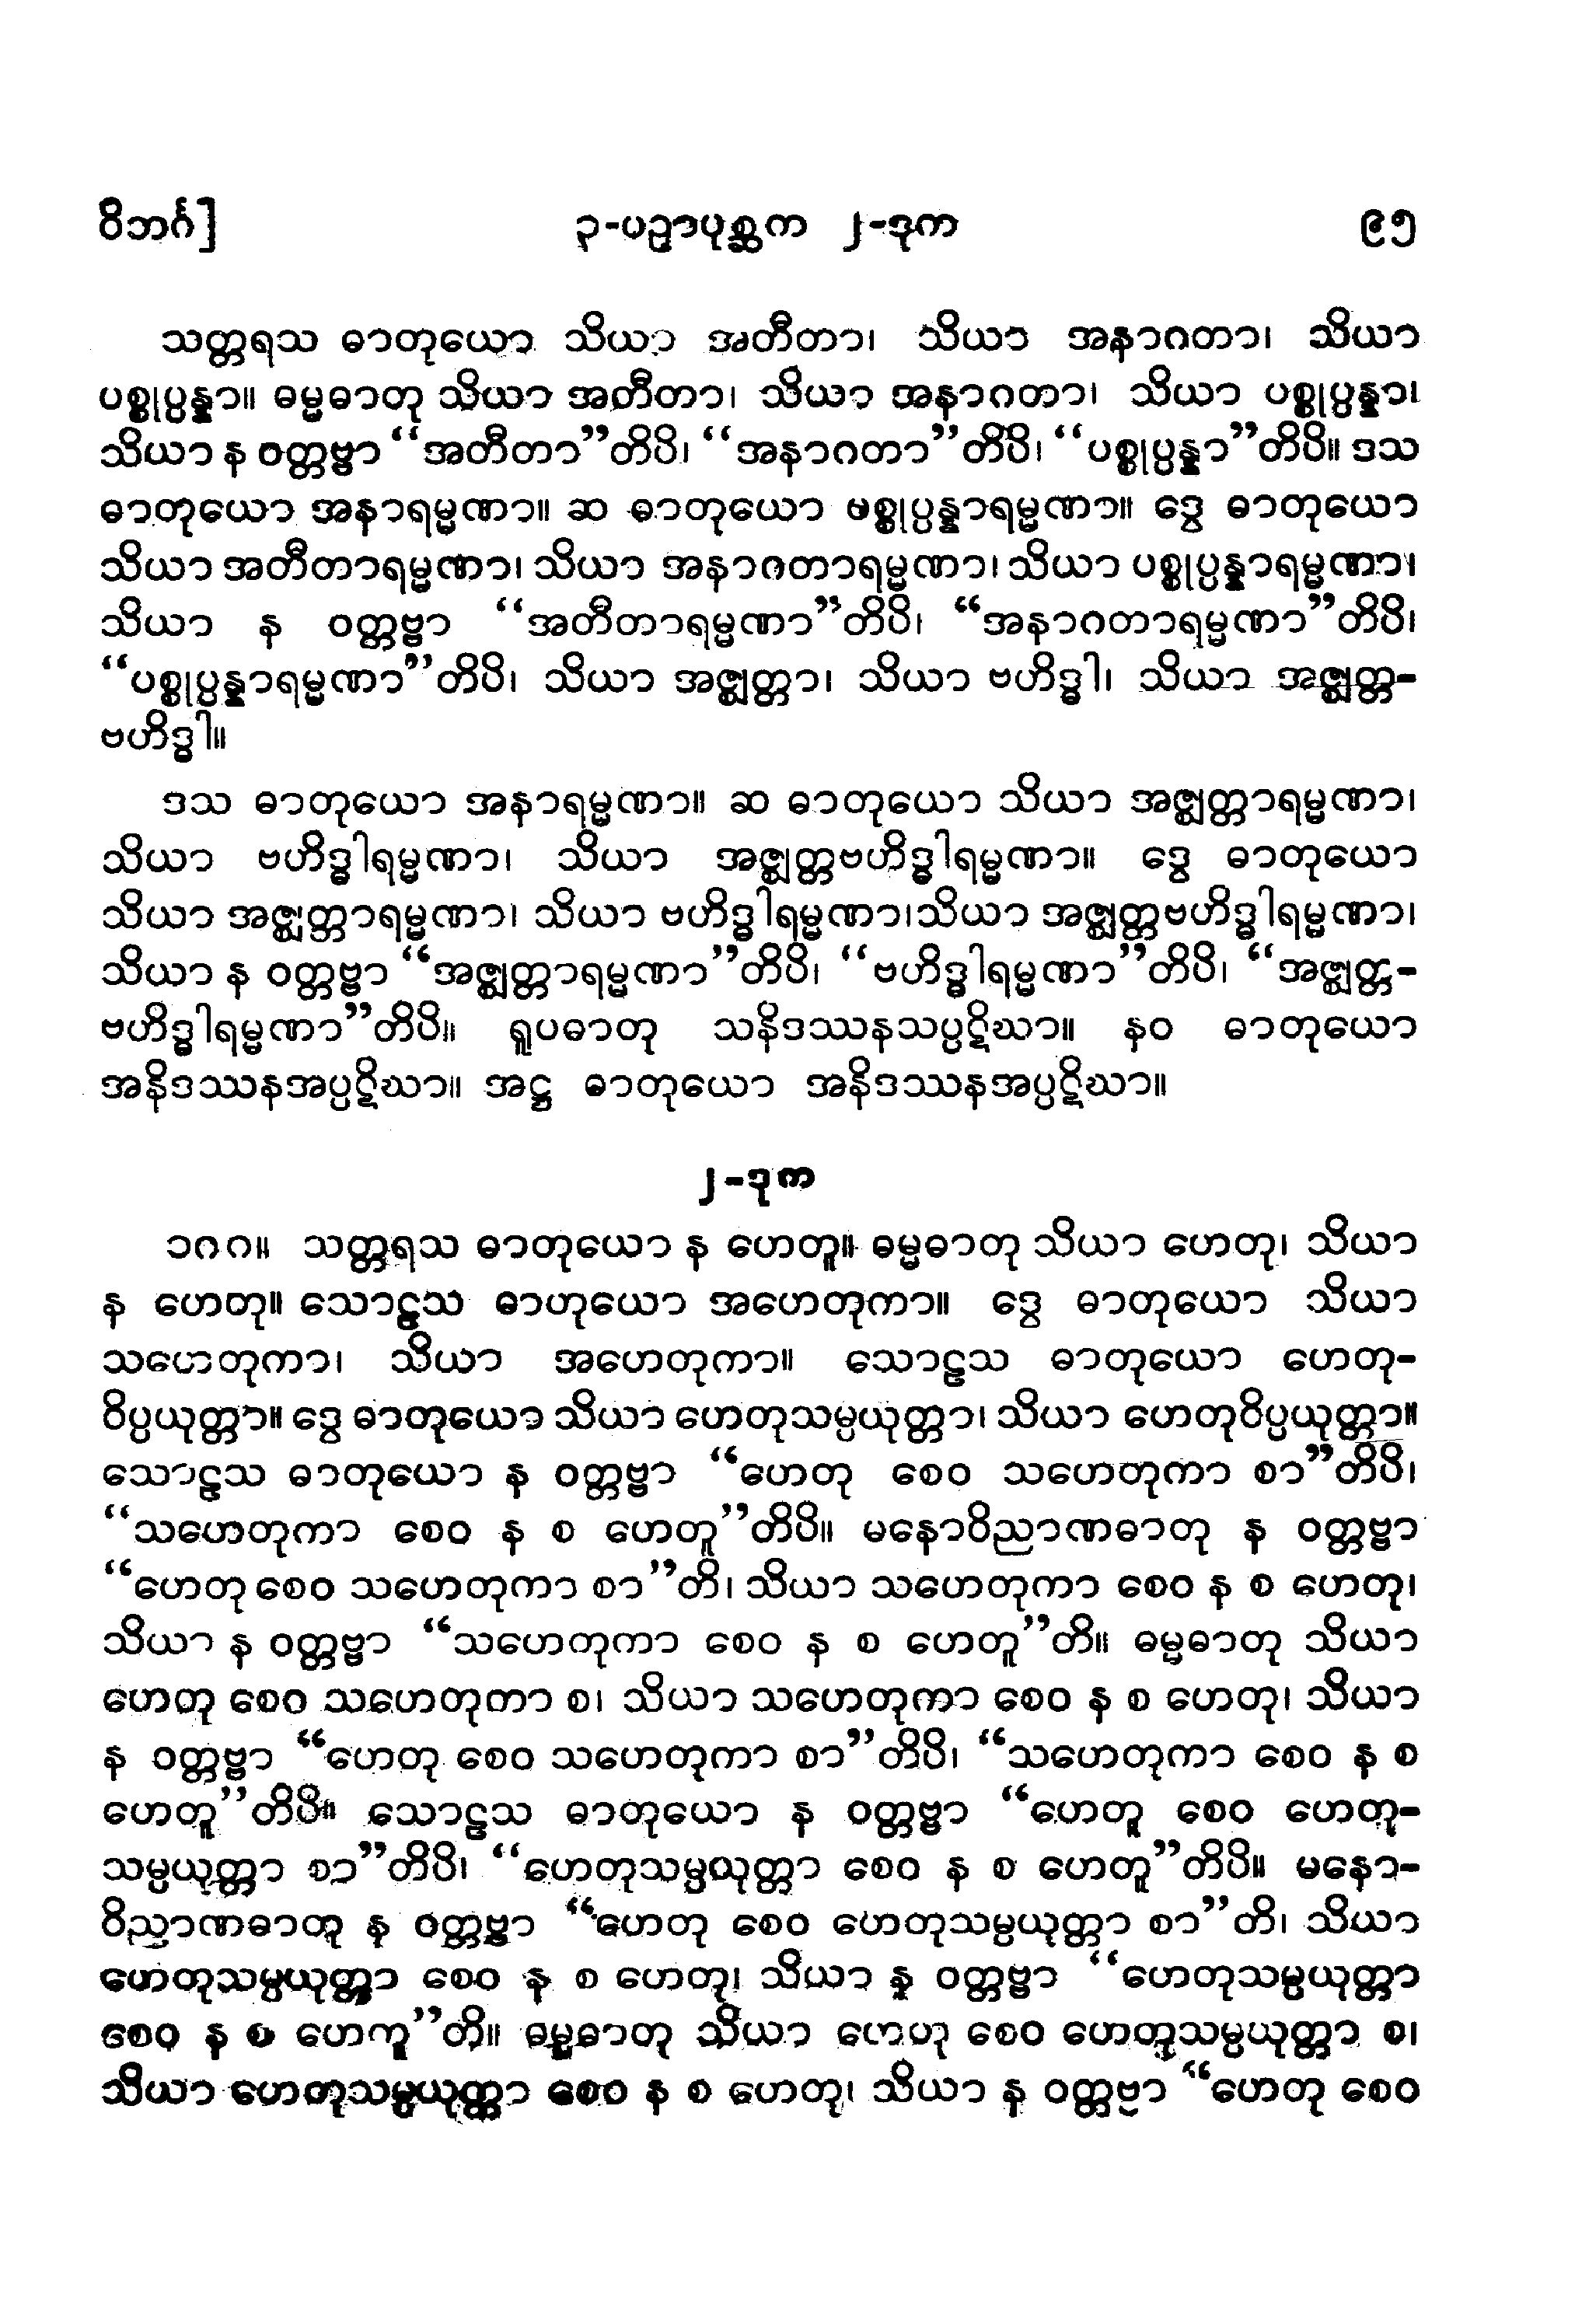 ဝိဘင်္ဂ] ၃-ပဥှာပုစ္ဆက ၂-ဒုက ၉၅
သတ္တရသ ဓာတုယော သိယာ အတီတာ၊ သိယာ အနာဂတာ၊ သိယာ
ပစ္စုပ္ပန္နာ။ ဓမ္မဓာတု သိယာ အတီတာ၊ သိယာ အနာဂတာ၊ သိယာ ပစ္စုပ္ပန္နာ၊
သိယာ န ဝတ္တဗ္ဗာ “အတီတာ”တိပိ၊ “အနာဂတာ”တိပိ၊ “ပစ္စုပ္ပန္နာ”တိပိ။ ဒသ
ဓာတုယော အနာရမ္မဏာ။ ဆ ဓာတုယော ပစ္စုပ္ပန္နာရမ္မဏာ။ ဒွေ ဓာတုယော
သိယာ အတီတာရမ္မဏာ၊ သိယာ အနာဂတာရမ္မဏာ၊ သိယာ ပစ္စုပ္ပန္နာရမ္မဏာ၊
သိယာ န ဝတ္တဗ္ဗာ “အတီတာရမ္မဏာ”တိပိ၊ “အနာဂတာရမ္မဏာ”တိပိ၊
“ပစ္စုပ္ပန္နာရမ္မဏာ”တိပိ၊ သိယာ အဇ္ဈတ္တာ၊ သိယာ ဗဟိဒ္ဓါ၊ သိယာ အဇ္ဈတ္တ-
ဗဟိဒ္ဓါ။
ဒသ ဓာတုယော အနာရမ္မဏာ။ ဆ ဓာတုယော သိယာ အဇ္ဈတ္တာရမ္မဏာ၊
သိယာ ဗဟိဒ္ဓါရမ္မဏာ၊ သိယာ အဇ္ဈတ္တဗဟိဒ္ဓါရမ္မဏာ။ ဒွေ ဓာတုယော
သိယာ အဇ္ဈတ္တာရမ္မဏာ၊ သိယာ ဗဟိဒ္ဓါရမ္မဏာ၊သိယာ အဇ္ဈတ္တဗဟိဒ္ဓါရမ္မဏာ၊
သိယာ န ဝတ္တဗ္ဗာ “အဇ္ဈတ္တာရမ္မဏာ”တိပိ၊ “ဗဟိဒ္ဓါရမ္မဏာ”တိပိ၊ “အဇ္ဈတ္တ-
ဗဟိဒ္ဓါရမ္မဏာ”တိပိ။ ရူပဓာတု သနိဒဿနသပ္ပဋိဃာ။ နဝ ဓာတုယော
အနိဒဿနအပ္ပဋိဃာ။ အဋ္ဌ ဓာတုယော အနိဒဿနအပ္ပဋိဃာ။
၂-ဒုက
၁၇၇။ သတ္တရသ ဓာတုယော န ဟေတူ။ ဓမ္မဓာတု သိယာ ဟေတု၊ သိယာ
န ဟေတု။ သောဠသ ဓာတုယော အဟေတုကာ။ ဒွေ ဓာတုယော သိယာ
သဟေတုကာ၊ သိယာ အဟေတုကာ။ သောဠသ ဓာတုယော ဟေတု-
ဝိပ္ပယုတ္တာ။ ဒွေ ဓာတုယော သိယာ ဟေတုသမ္ပယုတ္တာ၊ သိယာ ဟေတုဝိပ္ပယုတ္တာ။
သောဠသ ဓာတုယော န ဝတ္တဗ္ဗာ “ဟေတု စေဝ သဟေတုကာ စာ”တိပိ၊
“သဟေတုကာ စေဝ န စ ဟေတူ”တိပိ။ မနောဝိညာဏဓာတု န ဝတ္တဗ္ဗာ
“ဟေတု စေဝ သဟေတုကာ စာ”တိ၊ သိယာ သဟေတုကာ စေဝ န စ ဟေတု၊
သိယာ န ဝတ္တဗ္ဗာ “သဟေတုကာ စေဝ န စ ဟေတူ”တိ။ ဓမ္မဓာတု သိယာ
ဟေတု စေဝ သဟေတုကာ စ၊ သိယာ သဟေတုကာ စေဝ န စ ဟေတု၊ သိယာ
န ဝတ္တဗ္ဗာ “ဟေတု စေဝ သဟေတုကာ စာ”တိပိ၊ “သဟေတုကာ စေဝ န စ
ဟေတူ”တိပိ။ သောဠသ ဓာတုယော န ဝတ္တဗ္ဗာ “ဟေတူ စေဝ ဟေတု-
သမ္ပယုတ္တာ စာ”တိပိ၊ “ဟေတုသမ္ပယုတ္တာ စေဝ န စ ဟေတူ”တိပိ။ မနော-
ဝိညာဏဓာတု န ဝတ္တဗ္ဗာ “ဟေတု စေဝ ဟေတုသမ္ပယုတ္တာ စာ”တိ၊ သိယာ
ဟေတုသမ္ပယုတ္တာ စေဝ န စ ဟေတု၊ သိယာ န ဝတ္တဗ္ဗာ “ဟေတုသမ္ပယုတ္တာ
စေဝ န စ ဟေတူ”တိ။ ဓမ္မဓာတု သိယာ ဟေတု စေဝ ဟေတုသမ္ပယုတ္တာ စ၊
သိယာ ဟေတုသမ္ပယုတ္တာ စေဝ န စ ဟေတု၊ သိယာ န ဝတ္တဗ္ဗာ “ဟေတု စေဝ